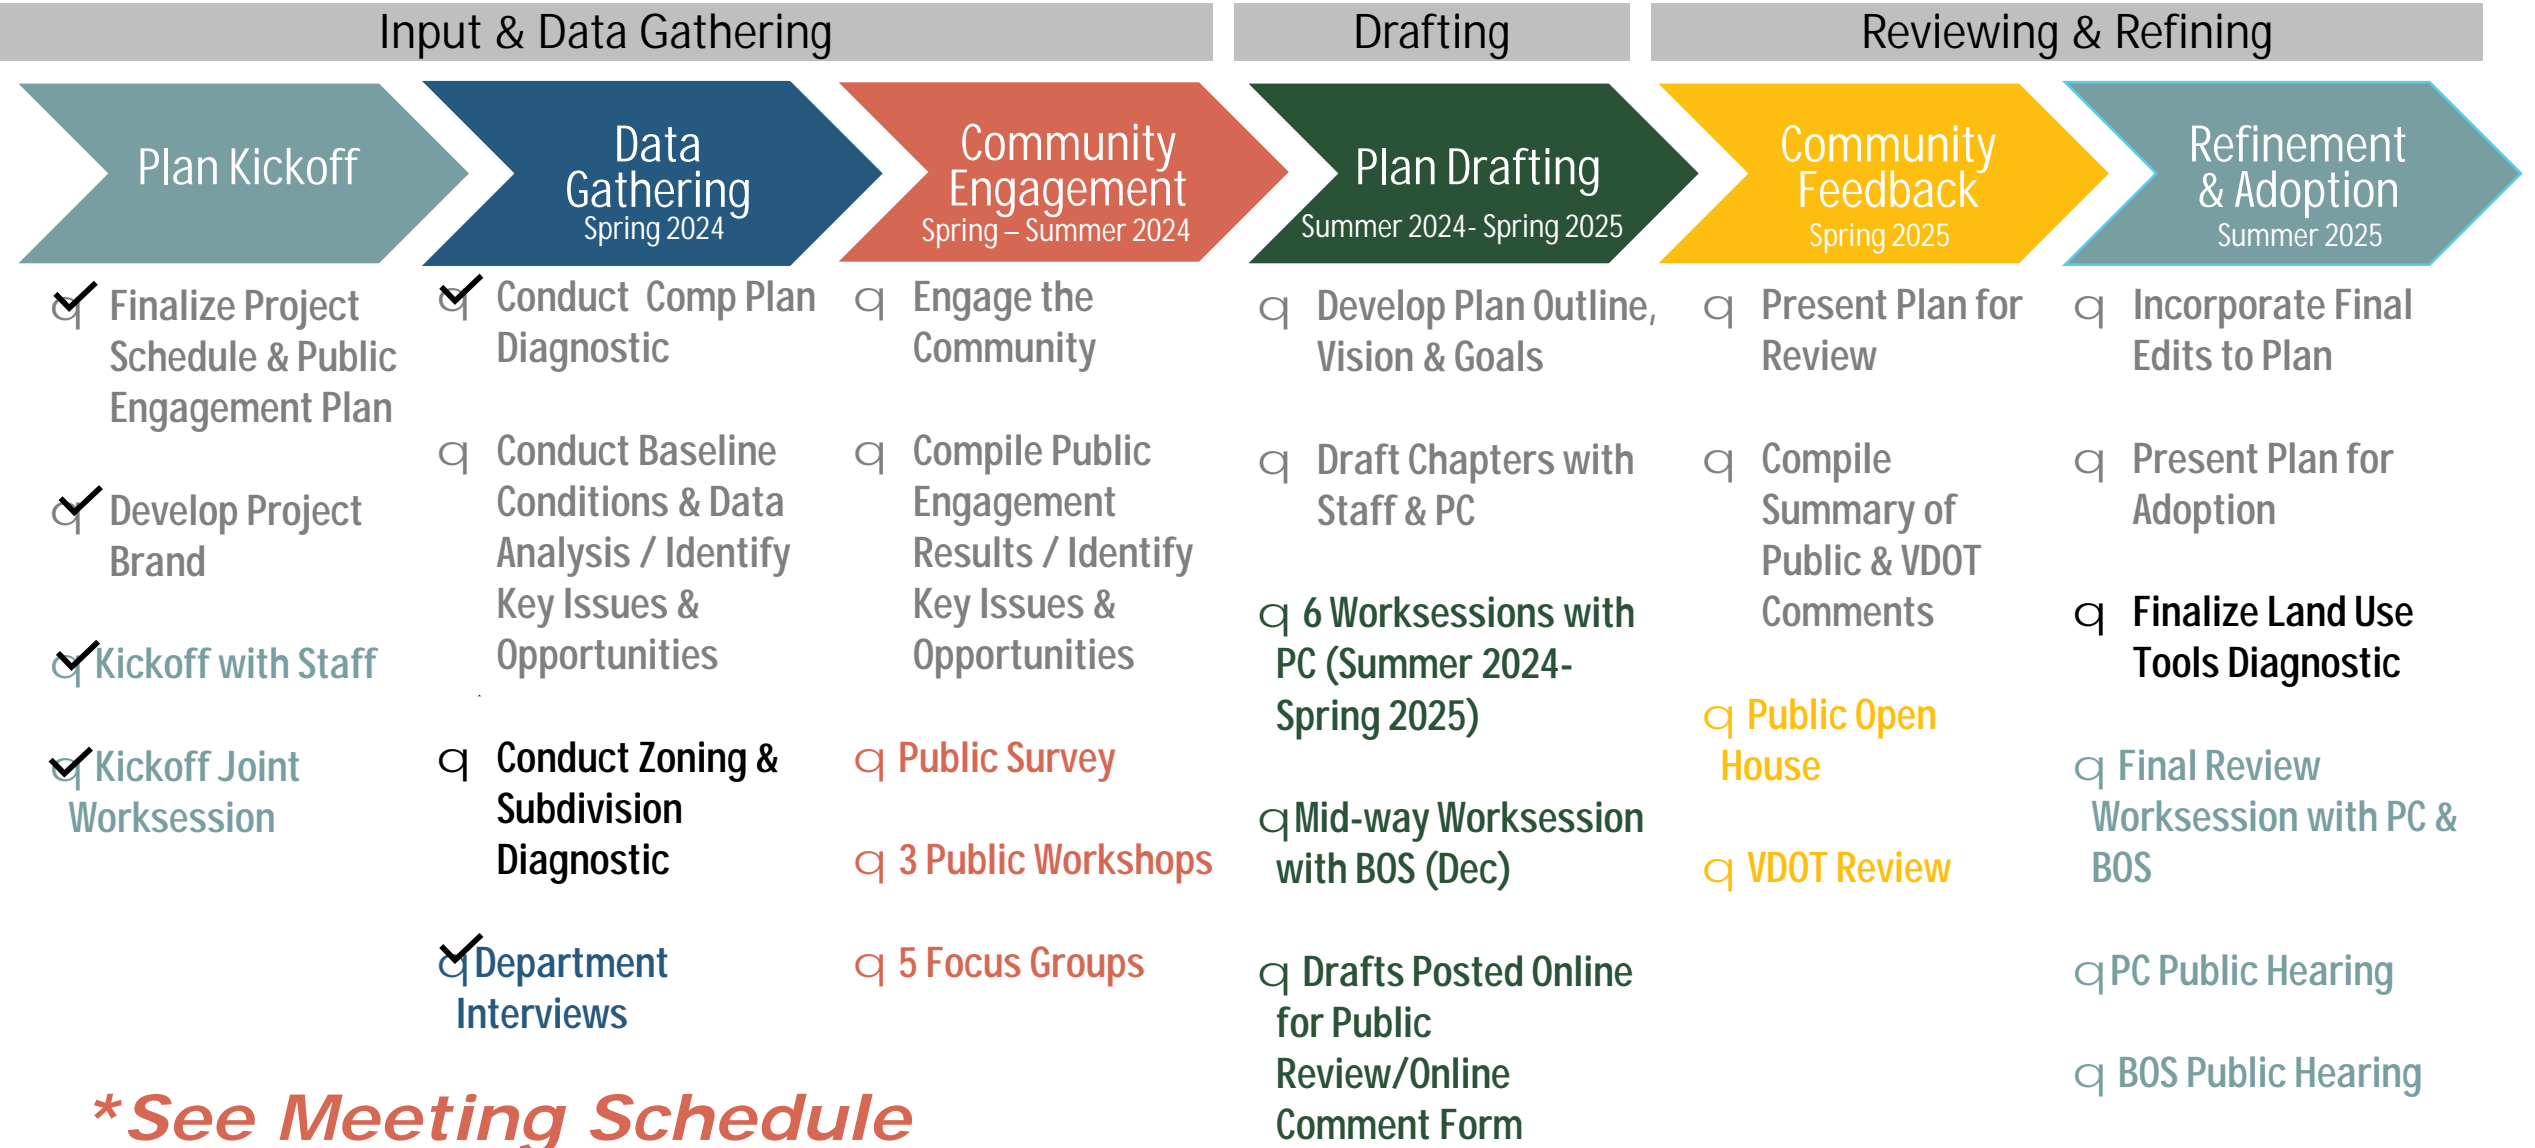 Input & Data Gathering
Drafting
Reviewing & Refining
Plan Kickoff
Data
Gathering
Spring 2024
Community
Engagement
Spring – Summer 2024
Plan Drafting
Summer 2024- Spring 2025
Community
Feedback
Spring 2025
Refinement
& Adoption
Summer 2025
q Finalize Project
Schedule & Public
Engagement Plan
q Develop Project
Brand
q Kickoff with Staff
q Kickoff Joint
Worksession
q Conduct Comp Plan
Diagnostic
q Conduct Baseline
Conditions & Data
Analysis / Identify
Key Issues &
Opportunities
q Conduct Zoning &
Subdivision
Diagnostic
q Department
Interviews
q Engage the
Community
q Compile Public
Engagement
Results / Identify
Key Issues &
Opportunities
q Public Survey
q 3 Public Workshops
q 5 Focus Groups
q Develop Plan Outline,
Vision & Goals
q Draft Chapters with
Staff & PC
q 6 Worksessions with
PC (Summer 2024-
Spring 2025)
q Mid-way Worksession
with BOS (Dec)
q Drafts Posted Online
for Public
Review/Online
Comment Form
q Present Plan for
Review
q Compile
Summary of
Public & VDOT
Comments
q Public Open
House
q VDOT Review
q Incorporate Final
Edits to Plan
q Present Plan for
Adoption
q Finalize Land Use
Tools Diagnostic
q Final Review
Worksession with PC &
BOS
q PC Public Hearing
q BOS Public Hearing
*See Meeting Schedule